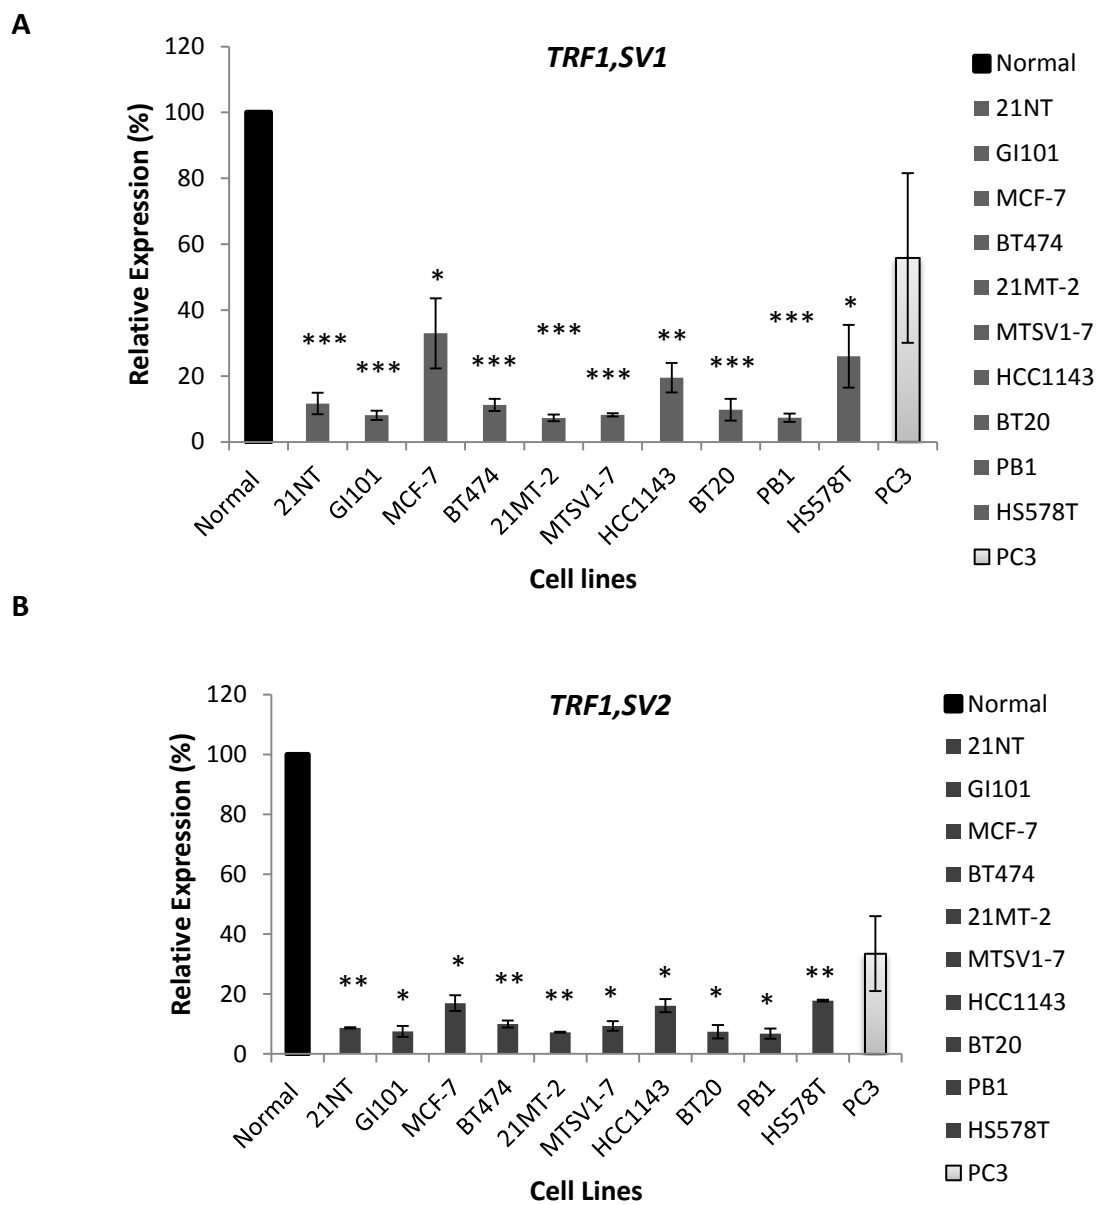 A
TRF1,SV1
Relative Expression (%)
120
100
80
60
40
20
0
***
***
*
***
***
***
**
***
***
*
Normal
21NT
GI101
MCF-7
BT474
21MT-2
MTSV1-7
HCC1143
BT20
PB1
HS578T
PC3
Cell lines
Normal
21NT
GI101
MCF-7
BT474
21MT-2
MTSV1-7
HCC1143
BT20
PB1
HS578T
PC3
B
TRF1,SV2
Relative Expression (%)
120
100
80
60
40
20
0
**
*
*
**
**
*
*
*
*
**
Normal
21NT
GI101
MCF-7
BT474
21MT-2
MTSV1-7
HCC1143
BT20
PB1
HS578T
PC3
Cell Lines
Normal
21NT
GI101
MCF-7
BT474
21MT-2
MTSV1-7
HCC1143
BT20
PB1
HS578T
PC3